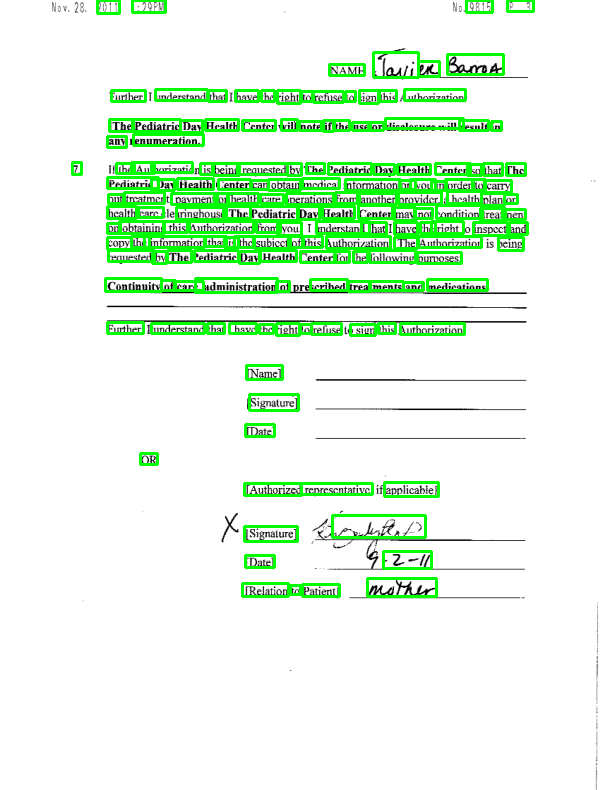 Nov. 28. 2011 1:29PM No. 9815 P. 3
NAME Javier Barros
Further, I understand that I have the right to refuse to sign this Authorization.
The Pediatric Day Health Center will note if the use or disclosure will result in
any renumeration.
7. If the Authorization is being requested by The Pediatric Day Health Center so that The
Pediatric Day Health Center can obtain medical information on you in order to carry
out treatment, payment or health care operations from another provider, a health plan or
health care clearinghouse. The Pediatric Day Health Center may not condition treatment
on obtaining this Authorization from you. I understand that I have the right to inspect and
copy the information that is the subject of this Authorization. The Authorization is being
requested by The Pediatric Day Health Center for the following purposes:
Continuity of care, administration of prescribed treatments and medications
Further, I understand that I have the right to refuse to sign this Authorization.
[Name]
[Signature]
[Date]
OR
[Authorized representative, if applicable]
X [Signature]
[Date] 9-2-11
[Relation to Patient] mother